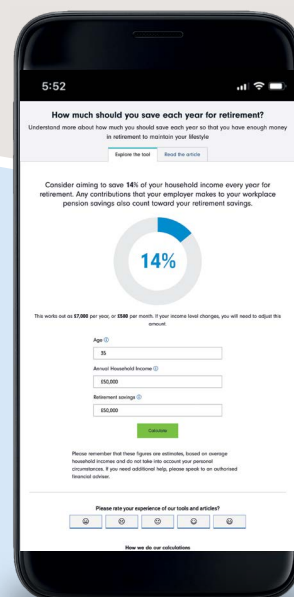 5:52
How much should you save each year for retirement?
Understand more about how much you should save each year so that you have enough money
in retirement to maintain your lifestyle
Explore the tool
Read the article
Consider aiming to save 14% of your household income every year for
retirement. Any contributions that your employer makes to your workplace
pension savings also count toward your retirement savings.
14%
This works out as £7,000 per year, or £580 per month. If your income level changes, you will need to adjust this
amount
Age
35
Annual Household Income
£50,000
Retirement savings
£50,000
Calculate
Please remember that these figures are estimates, based on average
household incomes and do not take into account your personal
circumstances. If you need additional help, please speak to an authorised
financial adviser.
Please rate your experience of our tools and articles?
How we do our calculations